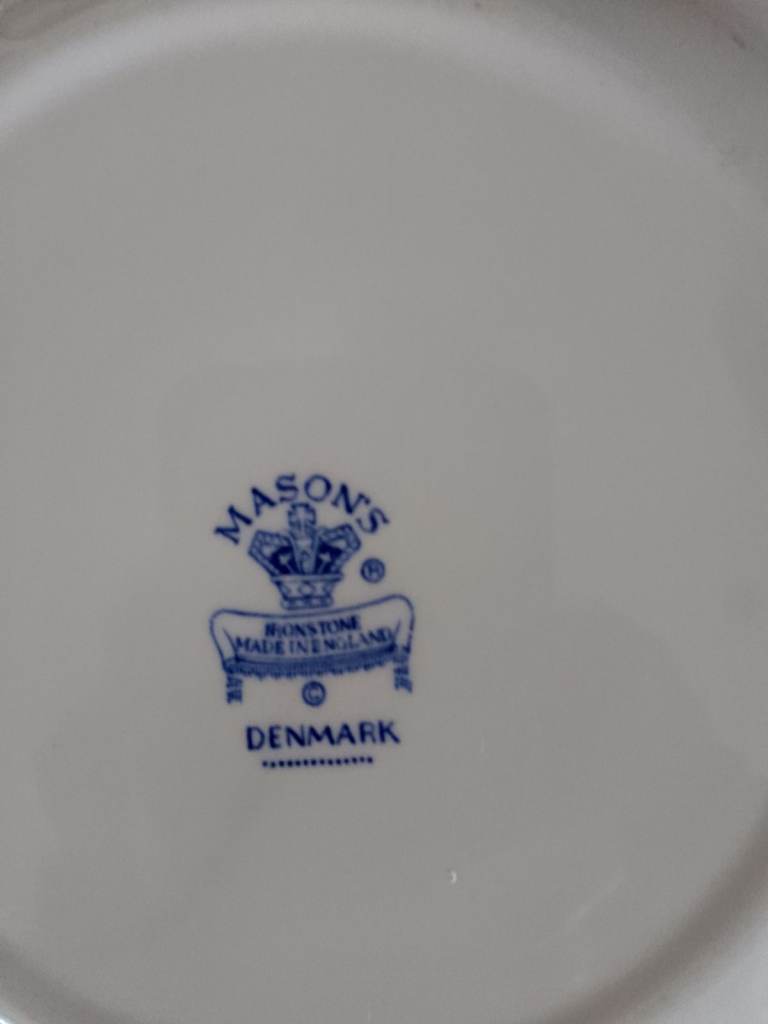 MASON'S
®
IRONSTONE
MADE IN ENGLAND
©
DENMARK